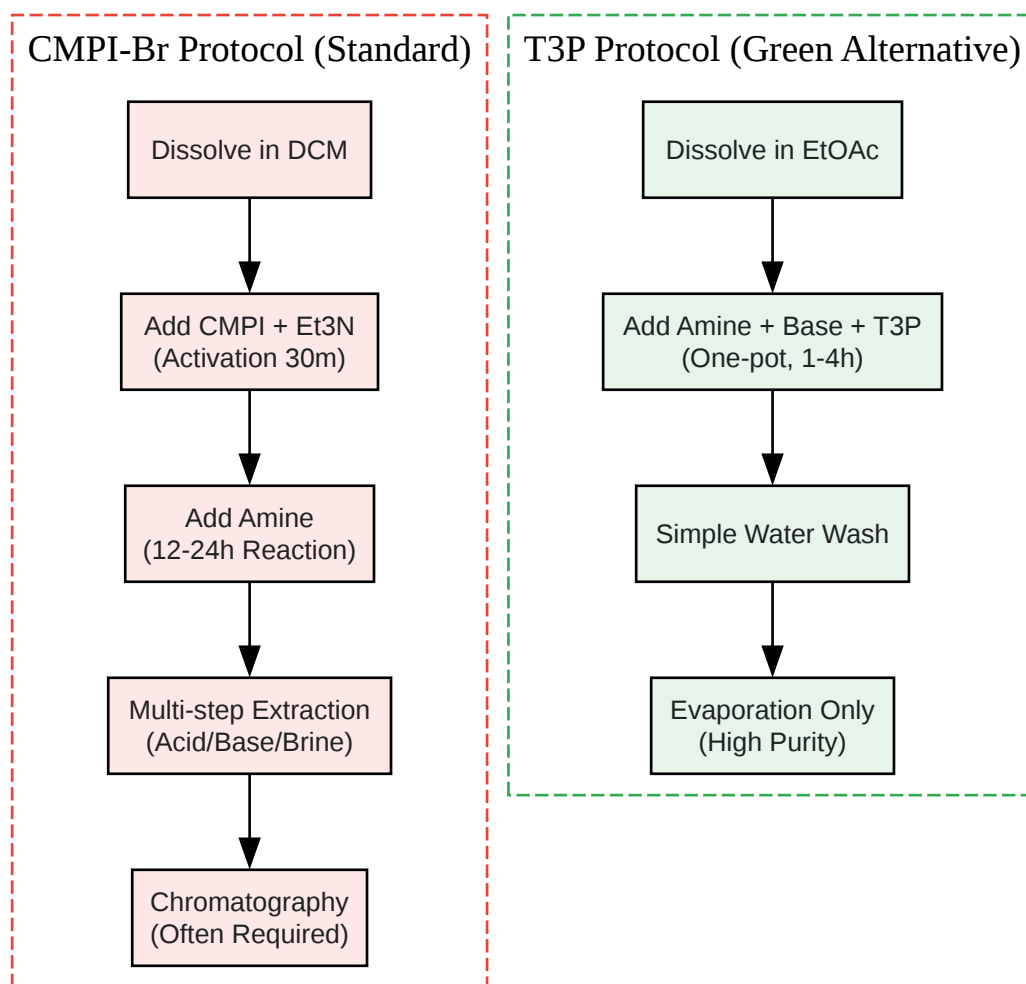 CMPI-Br Protocol (Standard)
Dissolve in DCM
Add CMPI + Et3N
(Activation 30m)
Add Amine
(12-24h Reaction)
Multi-step Extraction
(Acid/Base/Brine)
Chromatography
(Often Required)
T3P Protocol (Green Alternative)
Dissolve in EtOAc
Add Amine + Base + T3P
(One-pot, 1-4h)
Simple Water Wash
Evaporation Only
(High Purity)